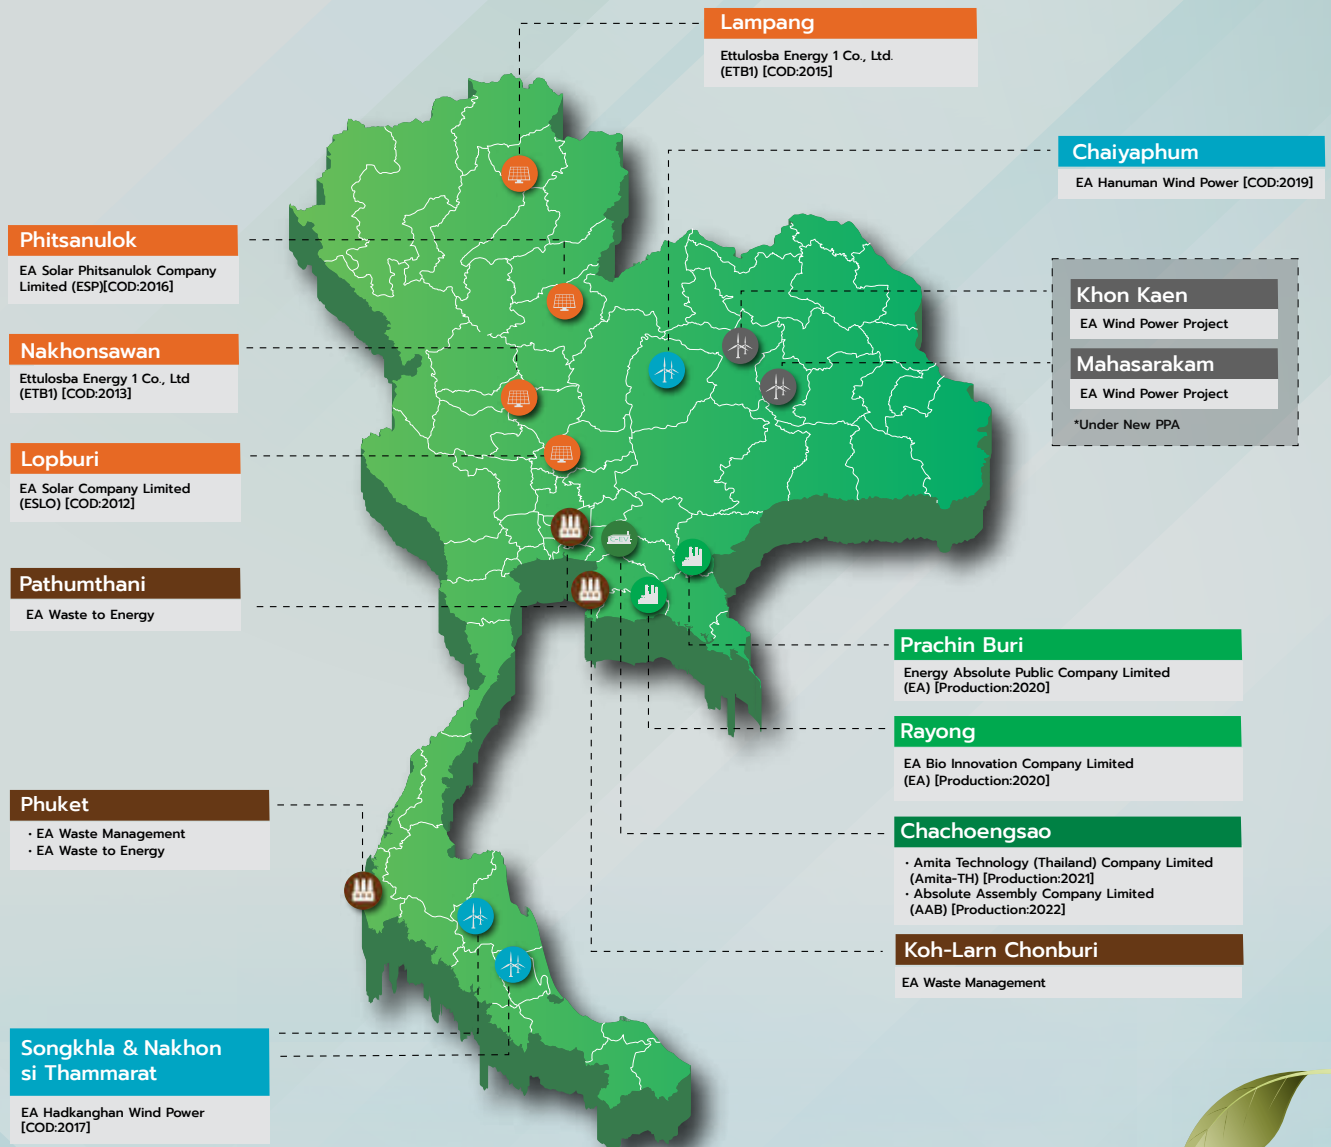 Lampang
Ettulosba Energy 1 Co., Ltd.
(ETB1) [COD:2015]
Chaiyaphum
EA Hanuman Wind Power [COD:2019]
Phitsanulok
EA Solar Phitsanulok Company
Limited (ESP)[COD:2016]
Khon Kaen
EA Wind Power Project
Mahasarakam
EA Wind Power Project
*Under New PPA
Nakhonsawan
Ettulosba Energy 1 Co., Ltd
(ETB1) [COD:2013]
Lopburi
EA Solar Company Limited
(ESLO) [COD:2012]
C-EV
Pathumthani
EA Waste to Energy
Prachin Buri
Energy Absolute Public Company Limited
(EA) [Production:2020]
Rayong
EA Bio Innovation Company Limited
(EA) [Production:2020]
Phuket
• EA Waste Management
• EA Waste to Energy
Chachoengsao
• Amita Technology (Thailand) Company Limited
(Amita-TH) [Production:2021]
• Absolute Assembly Company Limited
(AAB) [Production:2022]
Koh-Larn Chonburi
EA Waste Management
Songkhla & Nakhon
si Thammarat
EA Hadkanghan Wind Power
[COD:2017]